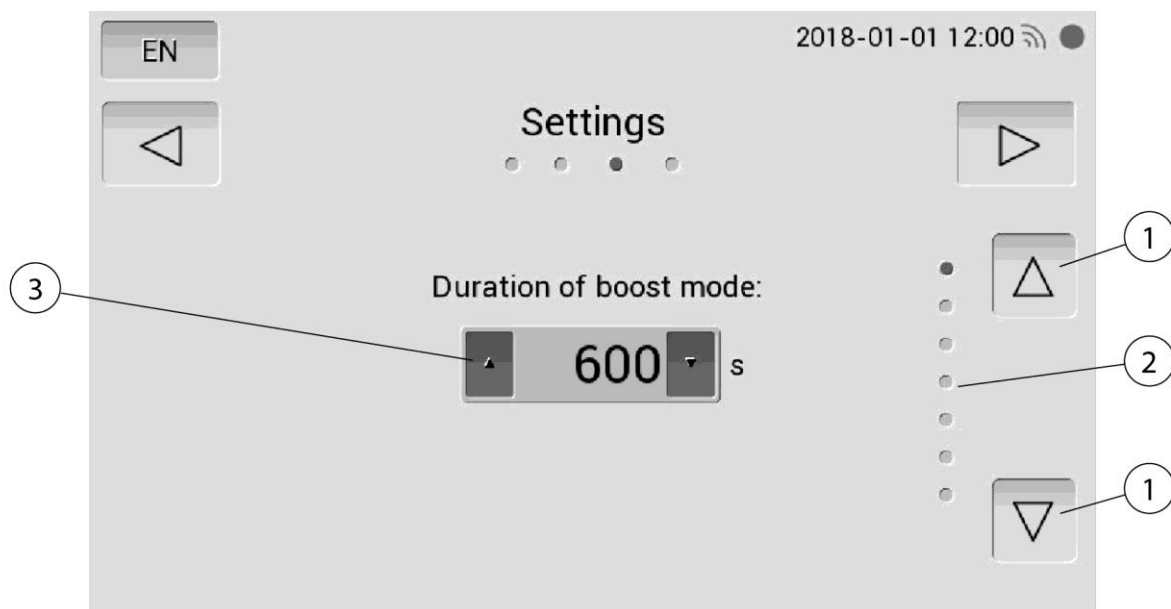 EN
2018-01-01 12:00
Settings
1
3
Duration of boost mode:
600 s
2
1